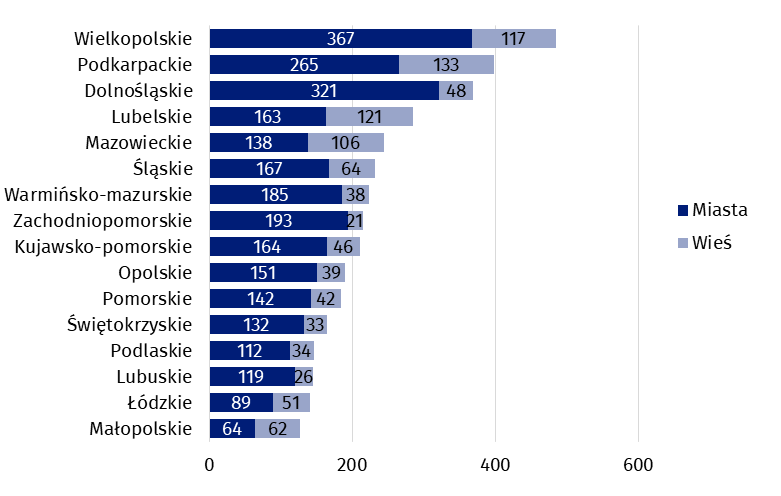 Wielkopolskie 367 117
Podkarpackie 265 133
Dolnośląskie 321 48
Lubelskie 163 121
Mazowieckie 138 106
Śląskie 167 64
Warmińsko-mazurskie 185 38
Zachodniopomorskie 193 21
Kujawsko-pomorskie 164 46
Opolskie 151 39
Pomorskie 142 42
Świętokrzyskie 132 33
Podlaskie 112 34
Lubuskie 119 26
Łódzkie 89 51
Małopolskie 64 62
0 200 400 600
Miasta
Wieś